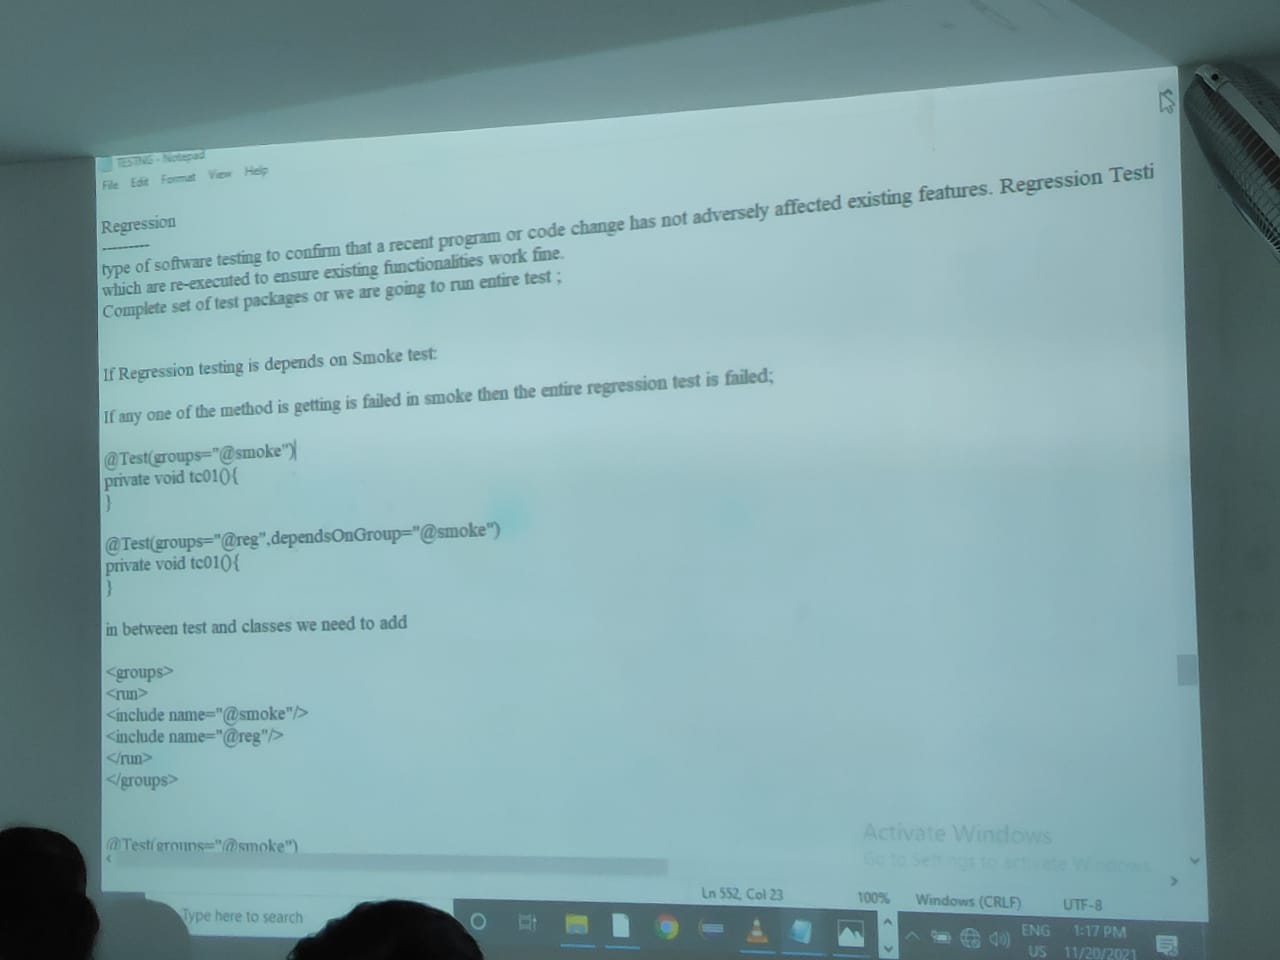 TESTNG - Notepad
File Edit Format View Help
Regression
---------
type of software testing to confirm that a recent program or code change has not adversely affected existing features. Regression Testi
which are re-executed to ensure existing functionalities work fine.
Complete set of test packages or we are going to run entire test ;
If Regression testing is depends on Smoke test:
If any one of the method is getting is failed in smoke then the entire regression test is failed;
@Test(groups="@smoke")
private void tc01(){
}
@Test(groups="@reg",dependsOnGroup="@smoke")
private void tc01(){
}
in between test and classes we need to add
<groups>
<run>
<include name="@smoke"/>
<include name="@reg"/>
</run>
</groups>
@Test(groups="@smoke")
Activate Windows
Go to Settings to activate Windows.
Ln 552, Col 23 100% Windows (CRLF) UTF-8
Type here to search
ENG 1:17 PM
US 11/20/2021